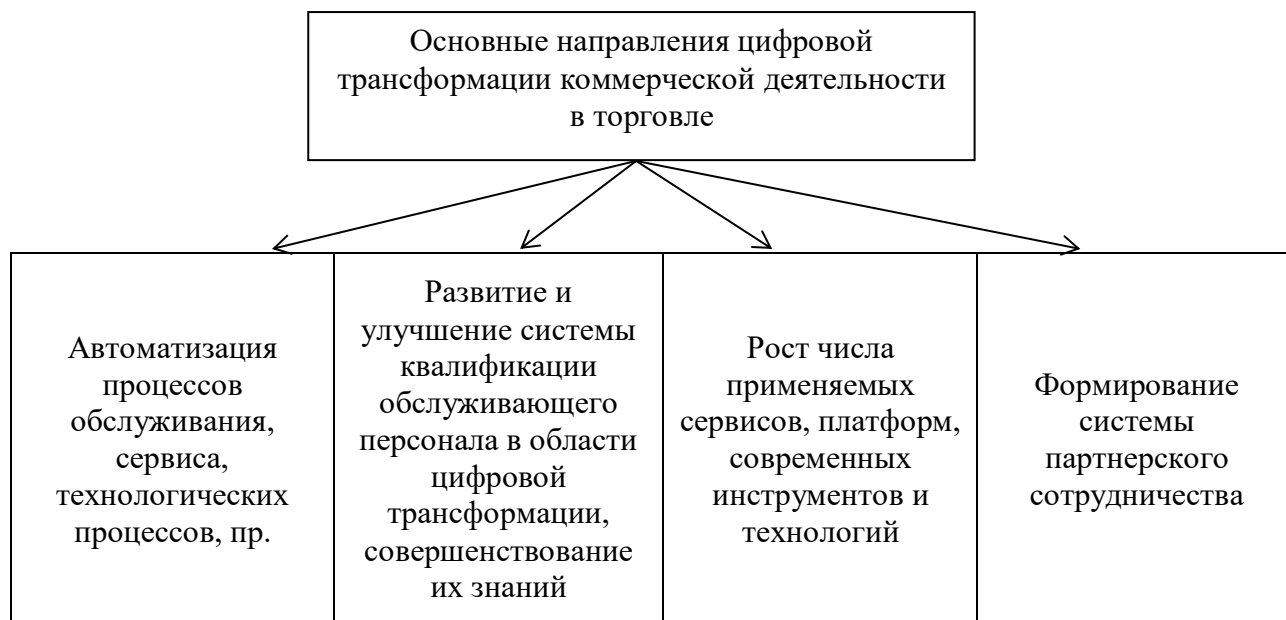 Основные направления цифровой
трансформации коммерческой деятельности
в торговле
Автоматизация
процессов
обслуживания,
сервиса,
технологических
процессов, пр.
Развитие и
улучшение системы
квалификации
обслуживающего
персонала в области
цифровой
трансформации,
совершенствование
их знаний
Рост числа
применяемых
сервисов, платформ,
современных
инструментов и
технологий
Формирование
системы
партнерского
сотрудничества